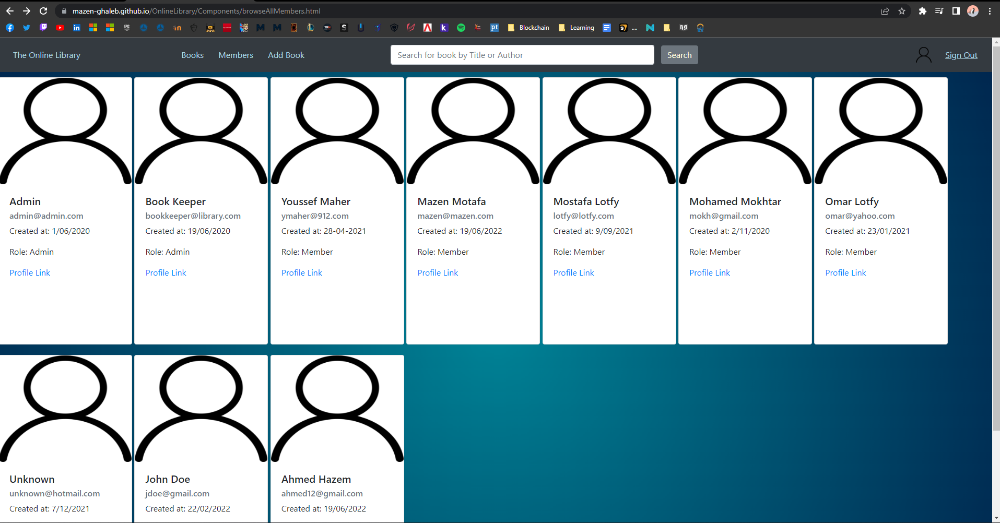 mazen-ghaleb.github.io/OnlineLibrary/Components/browseAllMembers.html
Blockchain Learning ....
The Online Library Books Members Add Book Search for book by Title or Author Search Sign Out
Admin
admin@admin.com
Created at: 1/06/2020
Role: Admin
Profile Link
Book Keeper
bookkeeper@library.com
Created at: 19/06/2020
Role: Admin
Profile Link
Youssef Maher
ymaher@912.com
Created at: 28-04-2021
Role: Member
Profile Link
Mazen Motafa
mazen@mazen.com
Created at: 19/06/2022
Role: Member
Profile Link
Mostafa Lotfy
lotfy@lotfy.com
Created at: 9/09/2021
Role: Member
Profile Link
Mohamed Mokhtar
mokh@gmail.com
Created at: 2/11/2020
Role: Member
Profile Link
Omar Lotfy
omar@yahoo.com
Created at: 23/01/2021
Role: Member
Profile Link
Unknown
unknown@hotmail.com
Created at: 7/12/2021
John Doe
jdoe@gmail.com
Created at: 22/02/2022
Ahmed Hazem
ahmed12@gmail.com
Created at: 19/06/2022